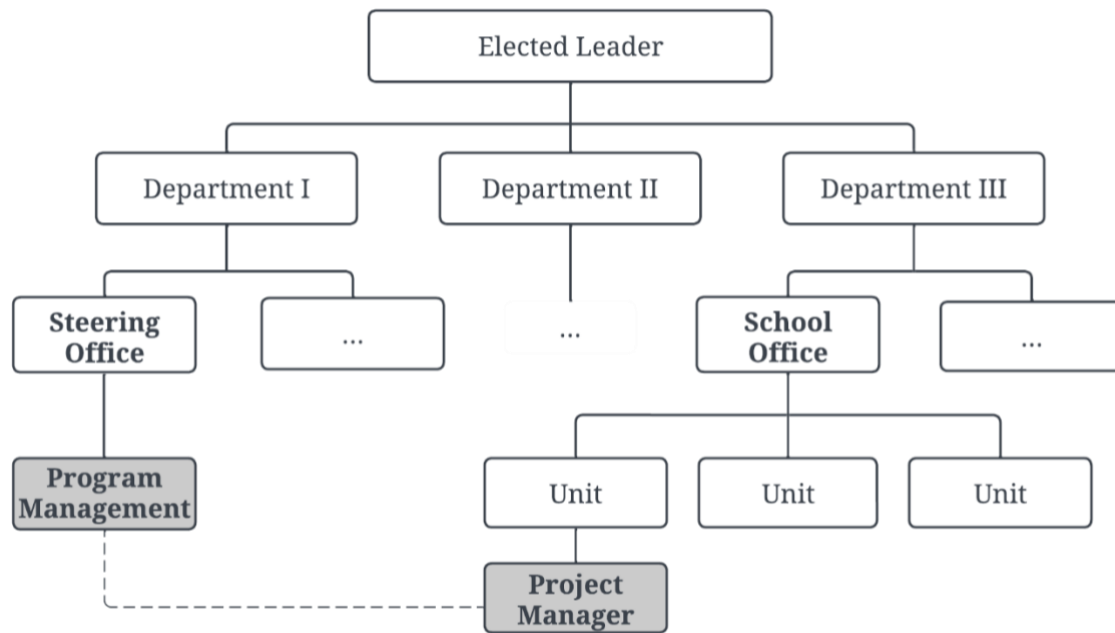 Elected Leader
Department I
Department II
Department III
Steering
Office
...
...
School
Office
...
Program
Management
Unit
Unit
Unit
Project
Manager